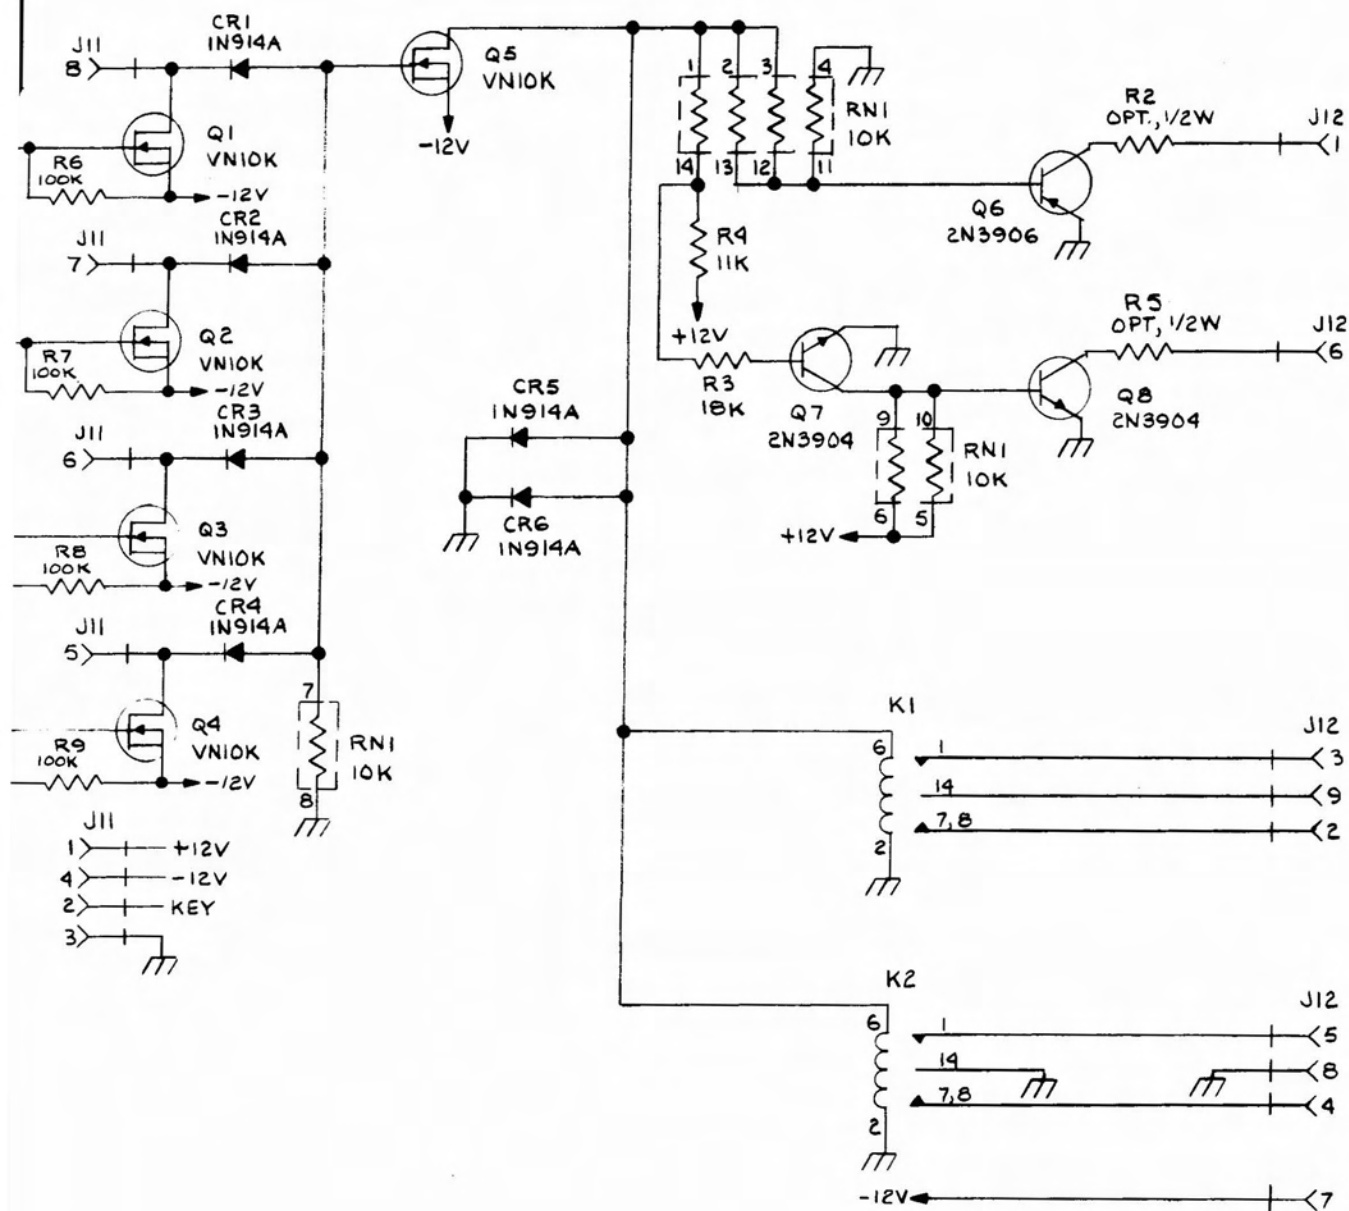 J11
8
CR1
1N914A
Q1
VN10K
R6
100K
-12V
Q5
VN10K
-12V
1 2 3 4
RN1
10K
14 13 12 11
R4
11K
+12V
R2
OPT., 1/2W
J12
1
Q6
2N3906
J11
7
CR2
1N914A
Q2
VN10K
R7
100K
-12V
R3
18K
Q7
2N3904
R5
OPT, 1/2W
J12
6
Q8
2N3904
9 10
RN1
10K
6 5
+12V
CR5
1N914A
CR6
1N914A
J11
6
CR3
1N914A
Q3
VN10K
R8
100K
-12V
J11
5
CR4
1N914A
Q4
VN10K
R9
100K
-12V
7
RN1
10K
8
J11
1 +12V
4 -12V
2 KEY
3
K1
6
2
1
14
7,8
J12
3
9
2
K2
6
2
1
14
7,8
J12
5
8
4
-12V
7